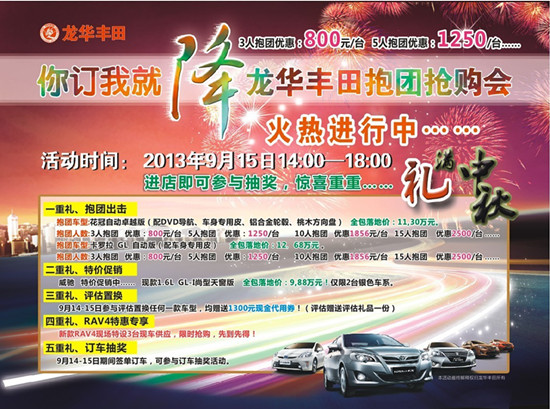 龙华丰田
3人抱团优惠：800元/台 5人抱团优惠：1250/台……
你订我就降龙华丰田抱团抢购会
火热进行中……
活动时间： 2013年9月15日14:00—18:00
进店即可参与抽奖，惊喜重重……
礼满中秋
一重礼、抱团出击
抱团车型:花冠自动卓越版（配DVD导航、车身专用皮、铝合金轮毂、桃木方向盘） 全包落地价：11.30万元。
抱团人数:3人抱团 优惠：800元/台 5人抱团 优惠：1250/台 10人抱团 优惠1856元/台 15人抱团 优惠2500/台…
抱团车型:卡罗拉 GL 自动版（配车身专用皮） 全包落地价：12.68万元。
抱团人数:3人抱团 优惠：800元/台 5人抱团 优惠：1250/台 10人抱团 优惠1856元/台 15人抱团 优惠2500/台…
二重礼、特价促销
威驰 特价促销中…… 现款1.6L GL-I尚型天窗版 全包落地价：9.88万元！仅限2台银色车系。
三重礼、评估置换
9月14-15日参与评估置换任何一款车型，均赠送1300元现金代用券！（评估赠送评估礼品一份）
四重礼、RAV4特惠专享
新款RAV4现场特设3台现车供应，限时抢购，先到先得！
五重礼、订车抽奖
9月14-15日期间签单订车，可参与订车抽奖活动。
本活动最终解释权归龙华丰田所有